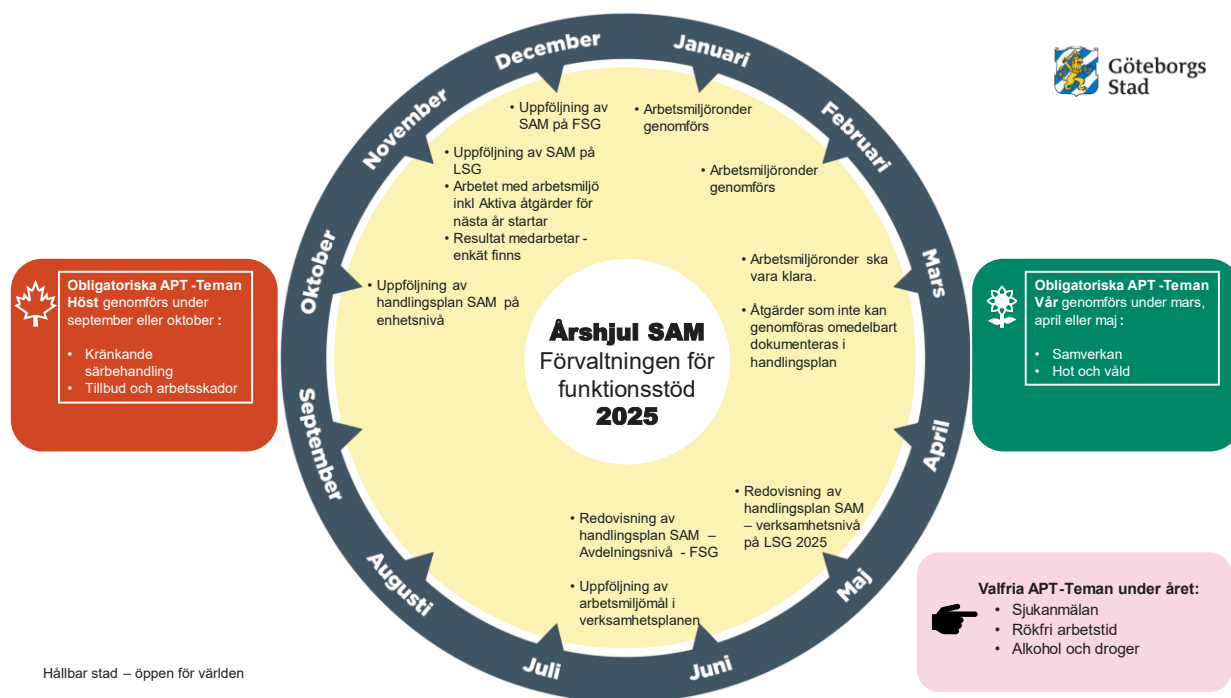 December
Januari
Februari
Mars
April
Maj
Juni
Juli
Augusti
September
Oktober
November
Göteborgs
Stad
• Uppföljning av
SAM på FSG
• Arbetsmiljöronder
genomförs
• Uppföljning av SAM på
LSG
• Arbetet med arbetsmiljö
inkl Aktiva åtgärder för
nästa år startar
• Resultat medarbetar -
enkät finns
• Arbetsmiljöronder
genomförs
• Uppföljning av
handlingsplan SAM på
enhetsnivå
• Arbetsmiljöronder ska
vara klara.
• Åtgärder som inte kan
genomföras omedelbart
dokumenteras i
handlingsplan
Årshjul SAM
Förvaltningen för
funktionsstöd
2025
Obligatoriska APT -Teman
Höst genomförs under
september eller oktober :
• Kränkande
särbehandling
• Tillbud och arbetsskador
Obligatoriska APT -Teman
Vår genomförs under mars,
april eller maj :
• Samverkan
• Hot och våld
• Redovisning av
handlingsplan SAM
– verksamhetsnivå
på LSG 2025
• Redovisning av
handlingsplan SAM –
Avdelningsnivå - FSG
• Uppföljning av
arbetsmiljömål i
verksamhetsplanen
Valfria APT-Teman under året:
• Sjukanmälan
• Rökfri arbetstid
• Alkohol och droger
Hållbar stad – öppen för världen